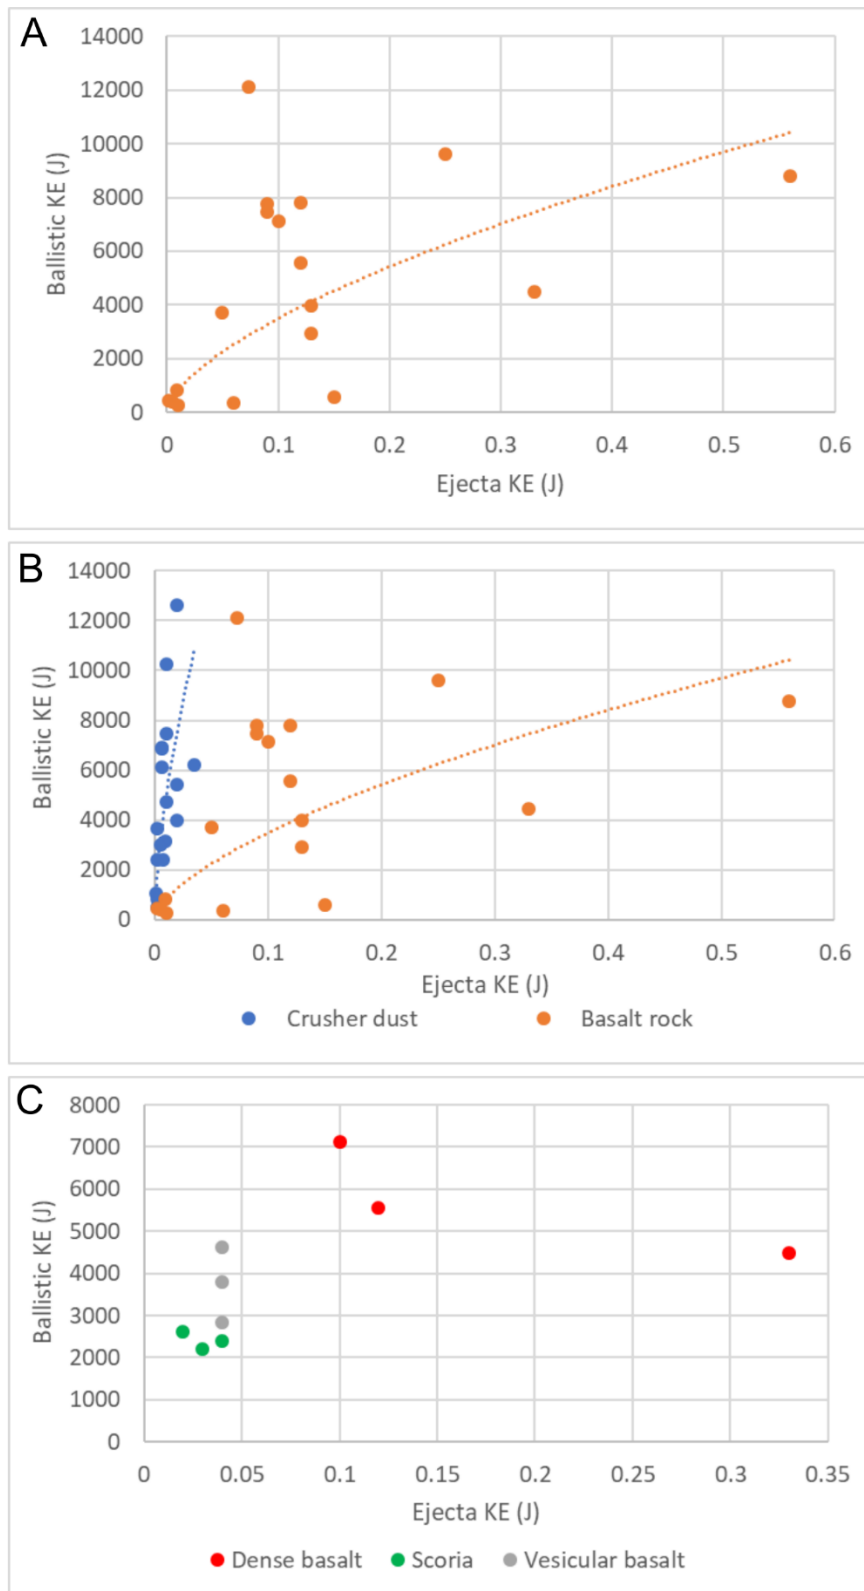 A
14000
12000
10000
8000
6000
4000
2000
0
Ballistic KE (J)
0 0.1 0.2 0.3 0.4 0.5 0.6
Ejecta KE (J)
B
14000
12000
10000
8000
6000
4000
2000
0
Ballistic KE (J)
0 0.1 0.2 0.3 0.4 0.5 0.6
Ejecta KE (J)
Crusher dust Basalt rock
C
8000
7000
6000
5000
4000
3000
2000
1000
0
Ballistic KE (J)
0 0.05 0.1 0.15 0.2 0.25 0.3 0.35
Ejecta KE (J)
Dense basalt Scoria Vesicular basalt